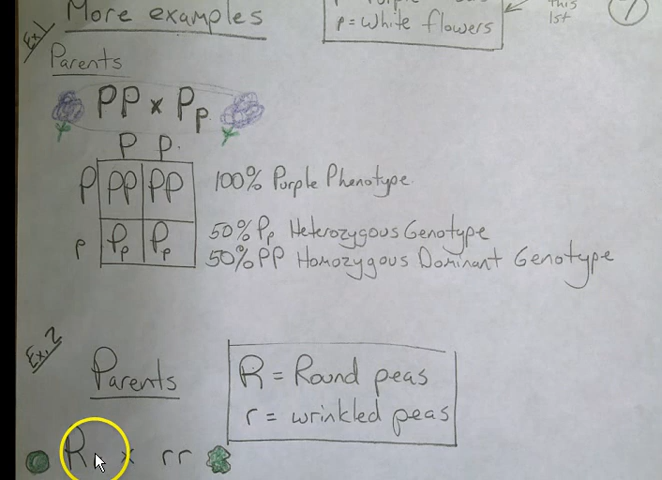 Ex 1
More examples
this
1st
7
p = White flowers
Parents
PP x Pp
P P
P PP PP
100% Purple Phenotype
p Pp Pp
50% Pp Heterozygous Genotype
50% PP Homozygous Dominant Genotype
Ex. 2
Parents
R = Round peas
r = wrinkled peas
R x rr